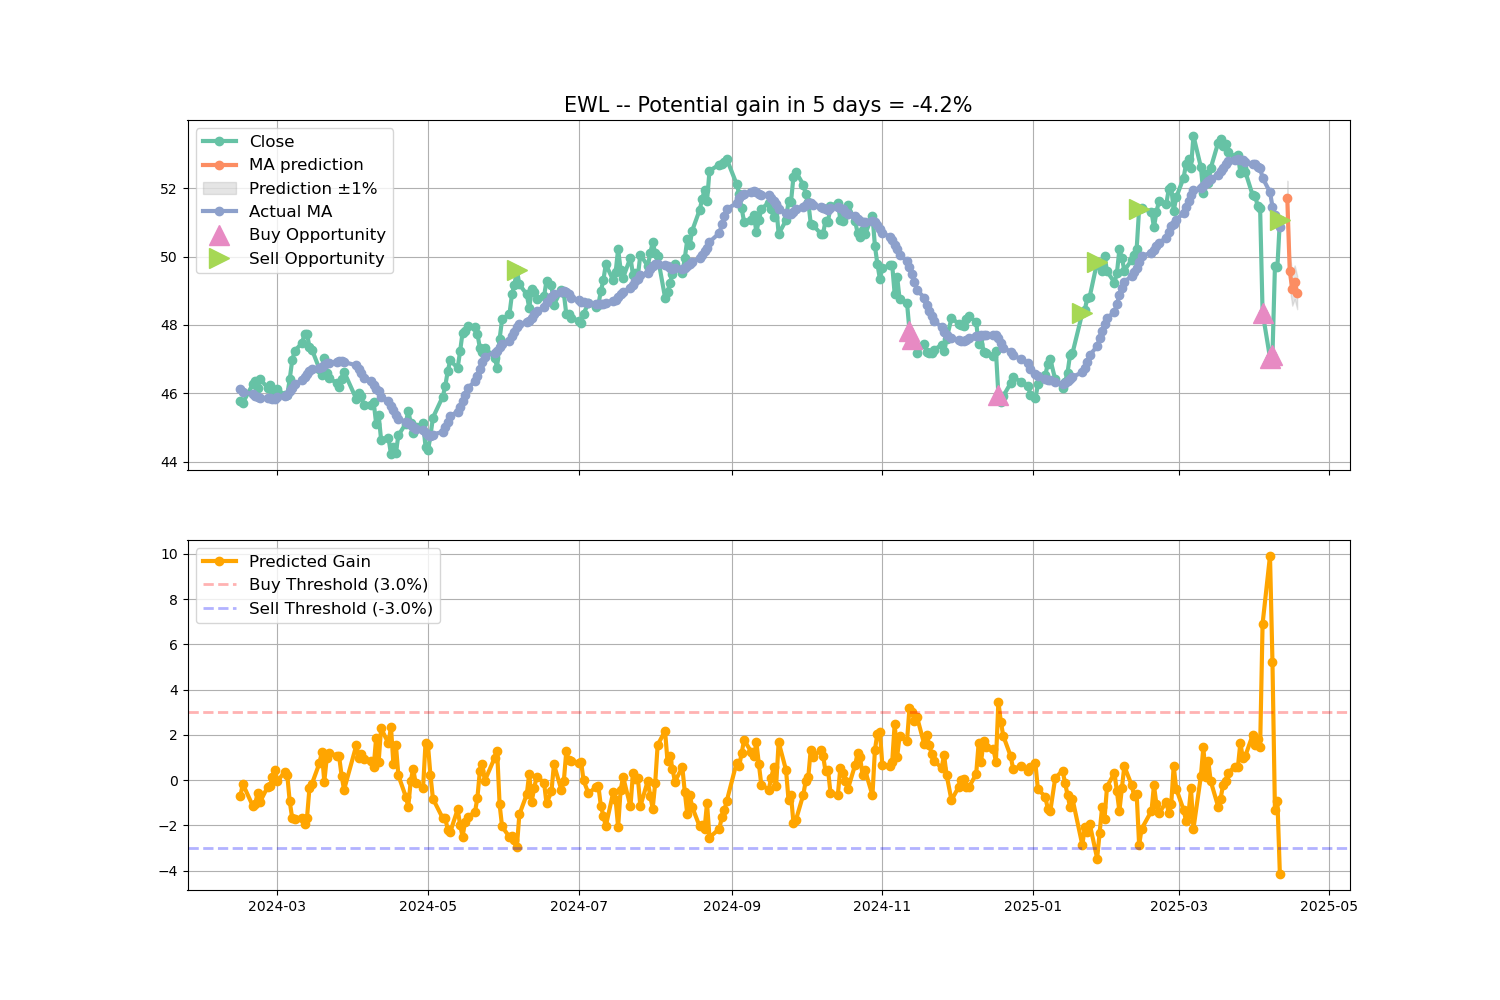 EWL -- Potential gain in 5 days = -4.2%
Close
MA prediction
Prediction ±1%
Actual MA
Buy Opportunity
Sell Opportunity
52
50
48
46
44
Predicted Gain
Buy Threshold (3.0%)
Sell Threshold (-3.0%)
10
8
6
4
2
0
−2
−4
2024-03 2024-05 2024-07 2024-09 2024-11 2025-01 2025-03 2025-05